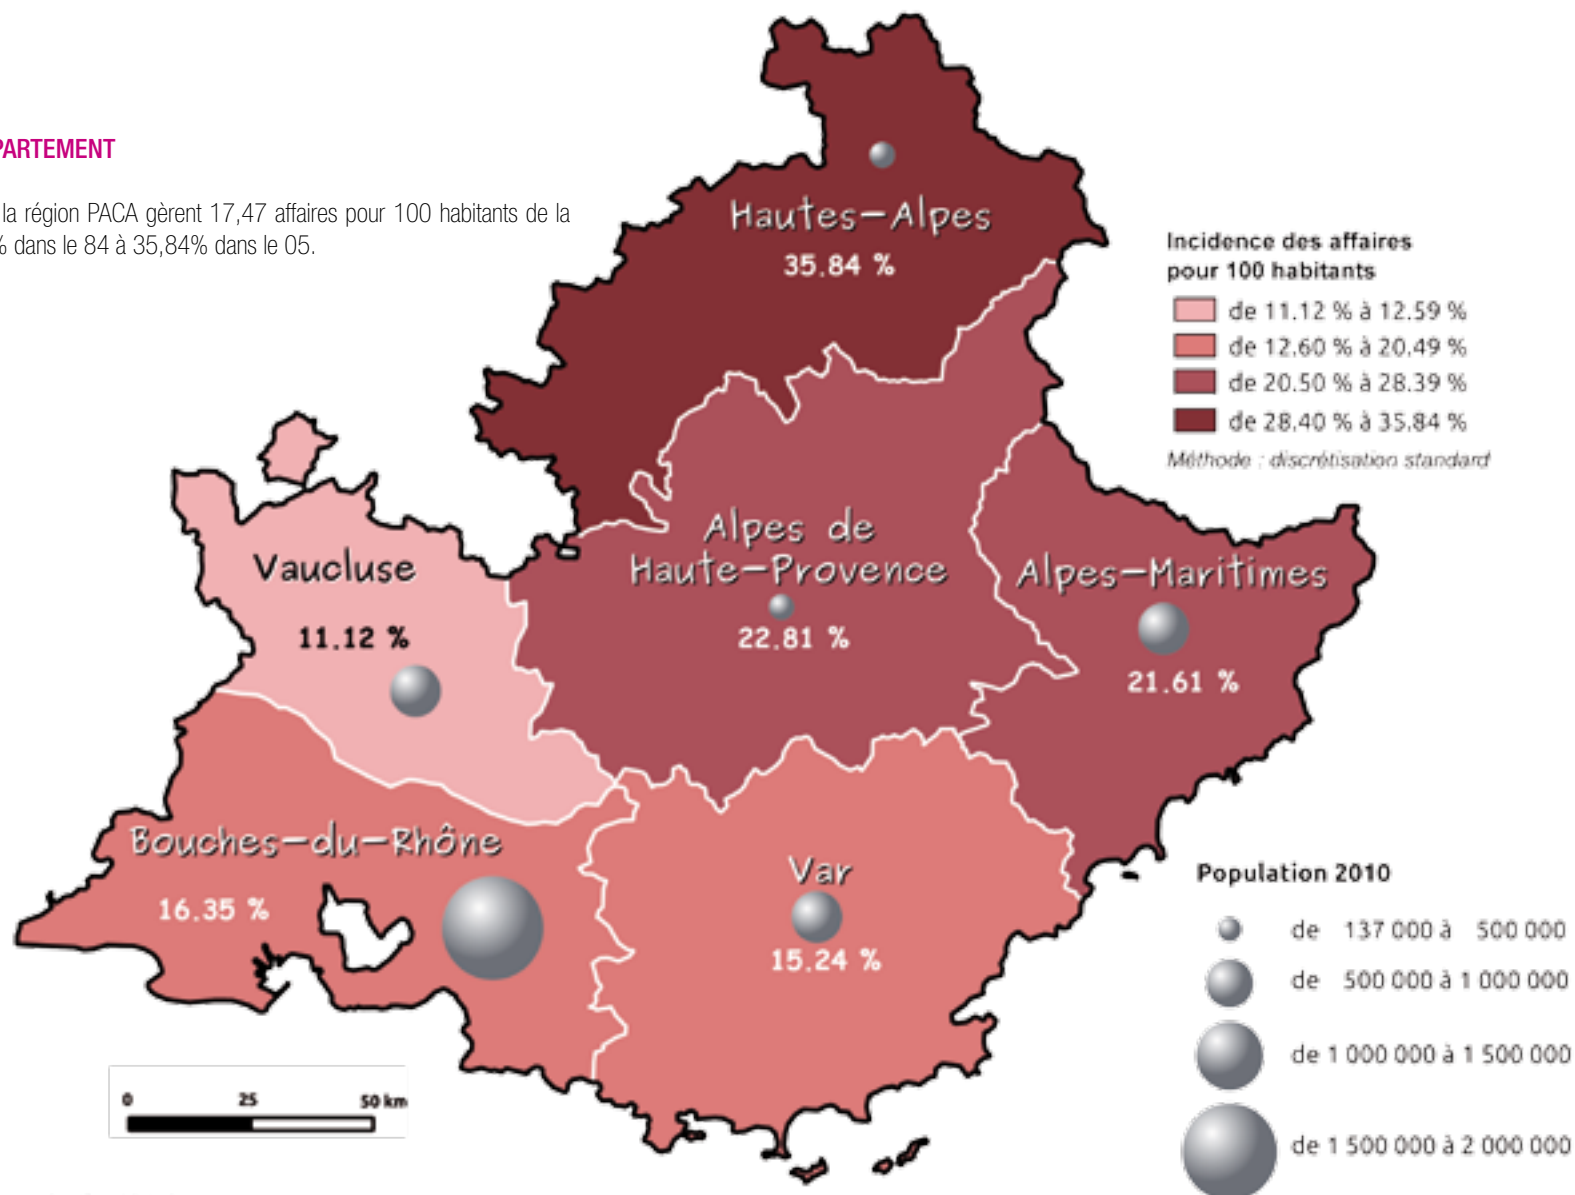 PARTEMENT
la région PACA gèrent 17,47 affaires pour 100 habitants de la
% dans le 84 à 35,84% dans le 05.
Hautes-Alpes
35.84 %
Incidence des affaires
pour 100 habitants
de 11.12 % à 12.59 %
de 12.60 % à 20.49 %
de 20.50 % à 28.39 %
de 28.40 % à 35.84 %
Méthode : discrétisation standard
Vaucluse
11.12 %
Alpes de
Haute-Provence
22.81 %
Alpes-Maritimes
21.61 %
Bouches-du-Rhône
16.35 %
Var
15.24 %
Population 2010
de 137 000 à 500 000
de 500 000 à 1 000 000
de 1 000 000 à 1 500 000
de 1 500 000 à 2 000 000
0 25 50 km